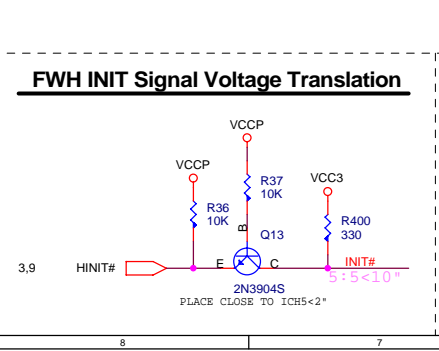 FWH INIT Signal Voltage Translation
VCCP
VCCP
VCC3
R37
10K
R36
10K
R400
330
B
Q13
3,9
HINIT#
E
C
INIT#
5:5<10"
2N3904S
PLACE CLOSE TO ICH5<2"
8
7